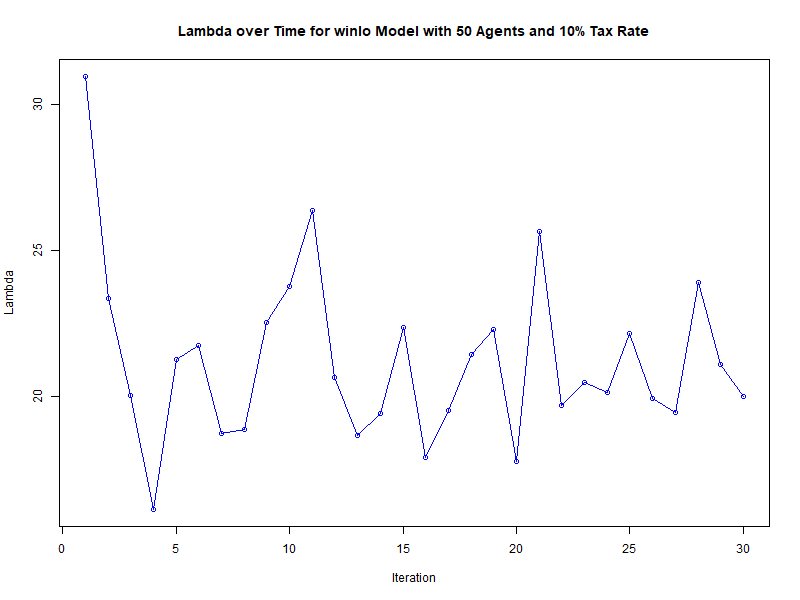 Lambda over Time for winlo Model with 50 Agents and 10% Tax Rate
Lambda
30
25
20
0 5 10 15 20 25 30
Iteration